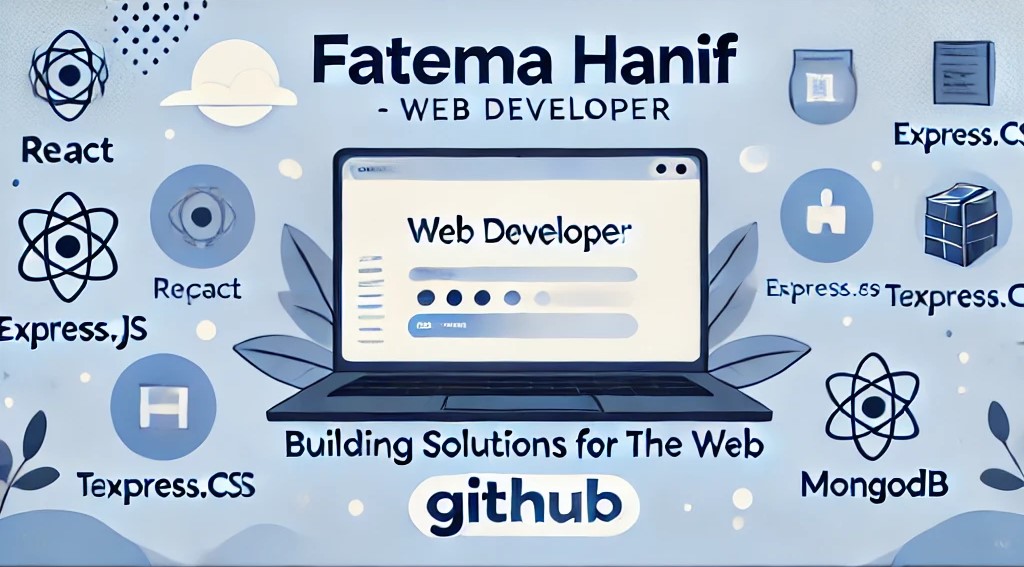 Fatema Hanif
- WEB DEVELOPER
React
Express.CS
Web Developer
Repact
Express.es
Texpress.C
Express.JS
Texpress.CSS
MongodB
Building Solutions for The Web
github